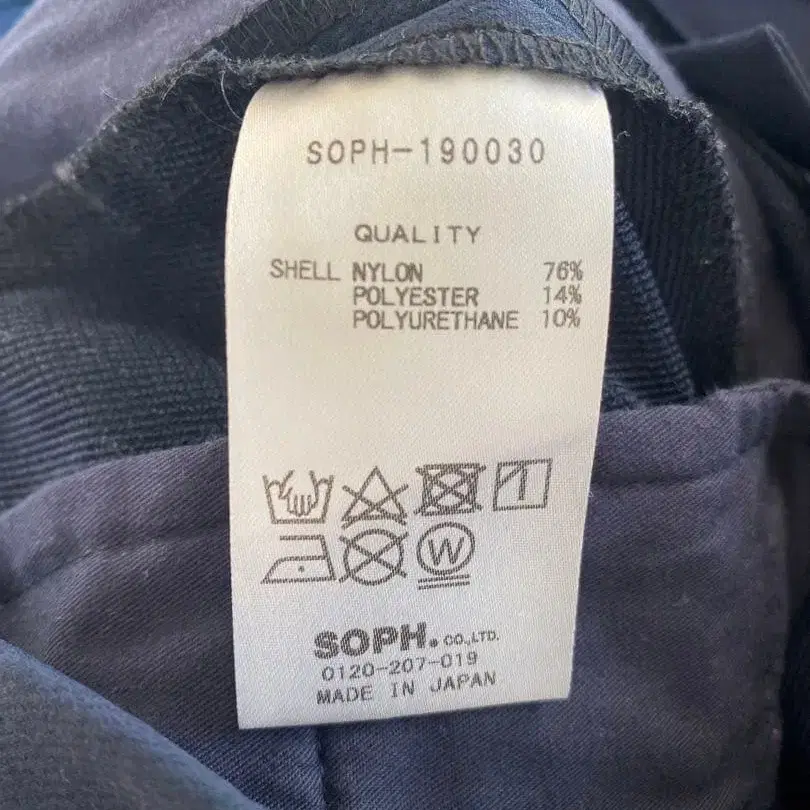 SOPH-190030
QUALITY
SHELL NYLON 76%
POLYESTER 14%
POLYURETHANE 10%
W
SOPH. CO.,LTD.
0120-207-019
MADE IN JAPAN